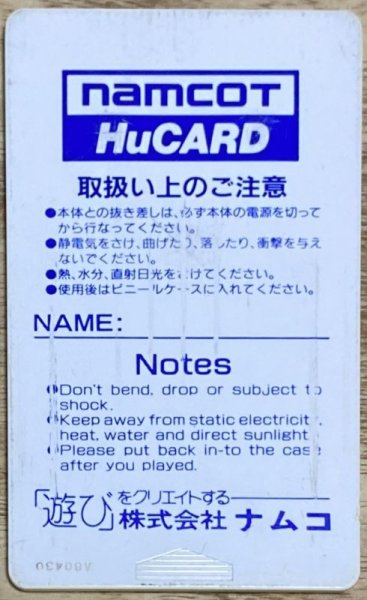 namcoT
HuCARD
取扱い上のご注意
●本体との抜き差しは、必ず本体の電源を切って
から行なってください。
●静電気をさけ、曲げたり、落したり、衝撃を与え
ないでください。
●熱、水分、直射日光をさけてください。
●使用後はビニールケースに入れてください。
NAME:
Notes
●Don't bend, drop or subject to
shock.
●Keep away from static electricity,
heat, water and direct sunlight.
●Please put back in-to the case
after you played.
「遊び」をクリエイトする
株式会社 ナムコ
A80430